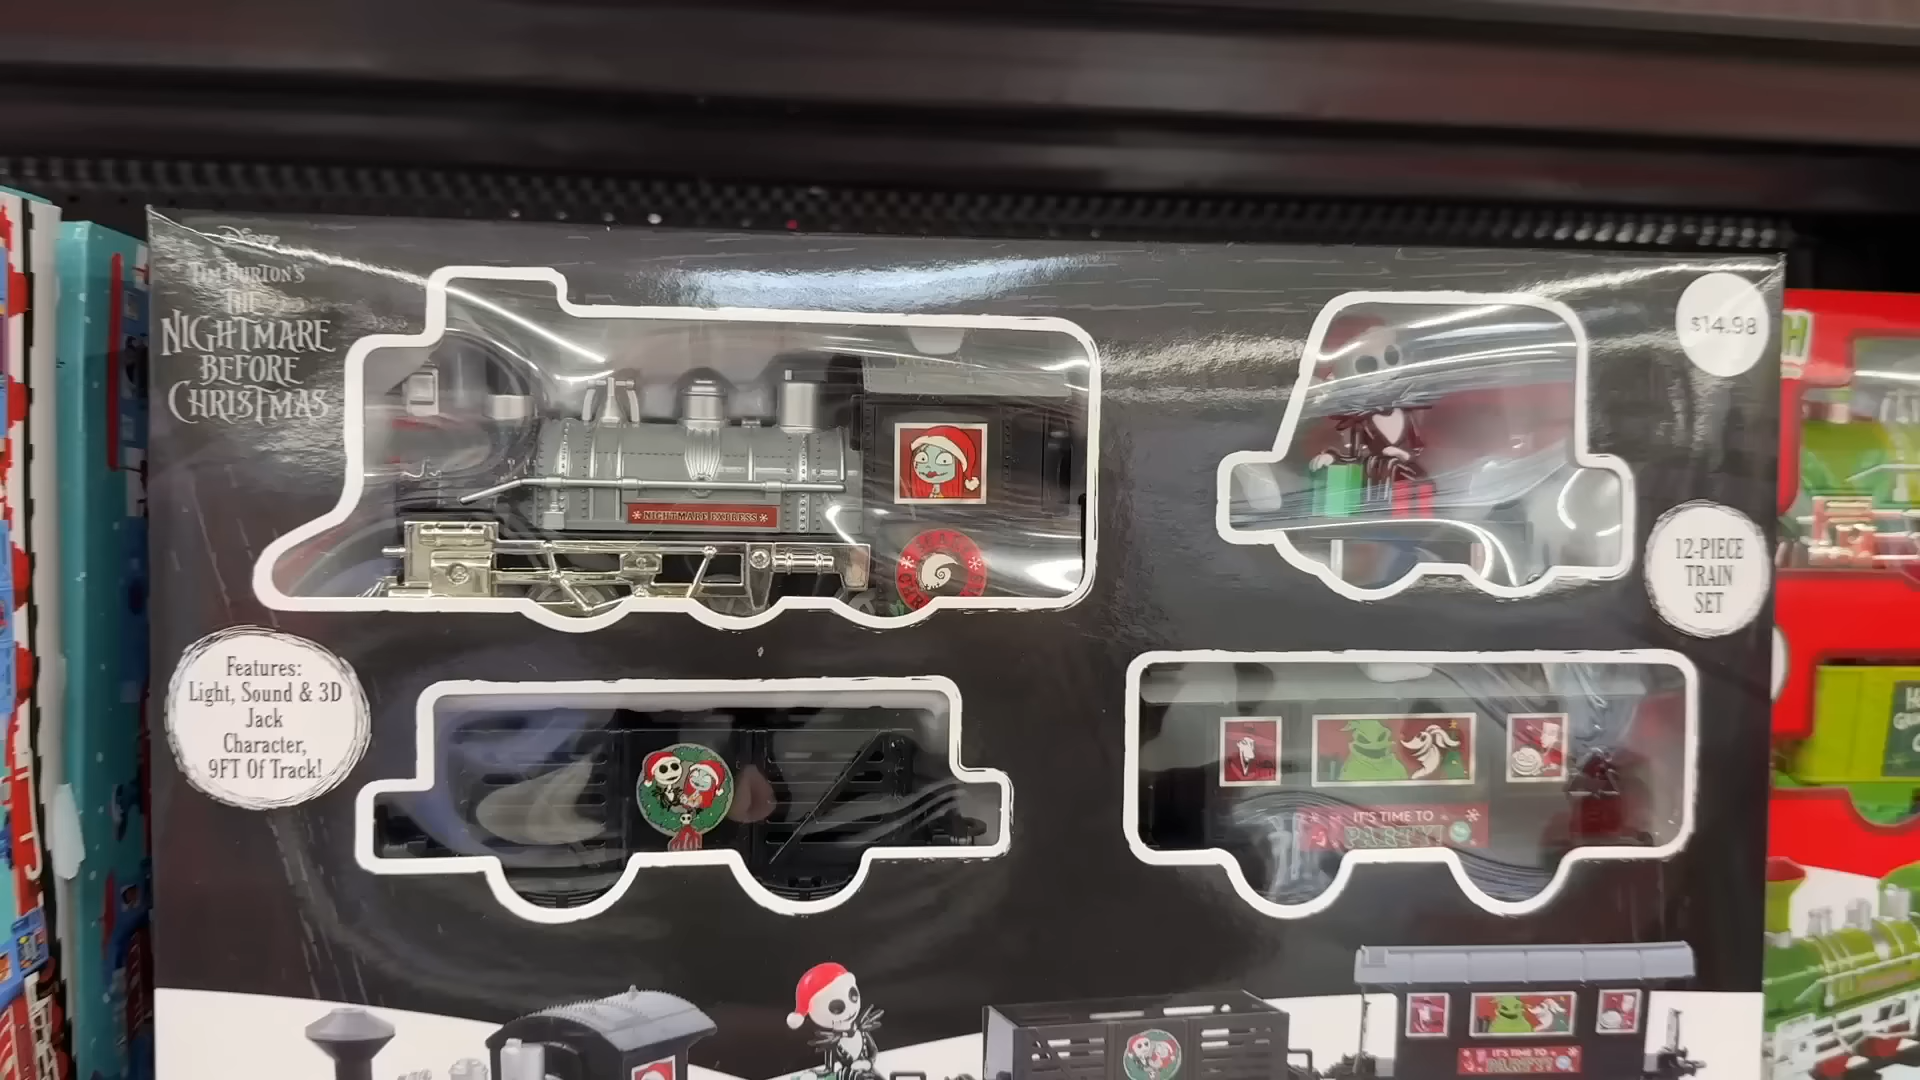 Disney
TIM BURTON'S
THE
NIGHTMARE
BEFORE
CHRISTMAS
$14.98
NIGHTMARE EXPRESS
12-PIECE
TRAIN
SET
Features:
Light, Sound & 3D
Jack
Character,
9FT Of Track!
IT'S TIME TO
PARTY!
IT'S TIME TO
PARTY!